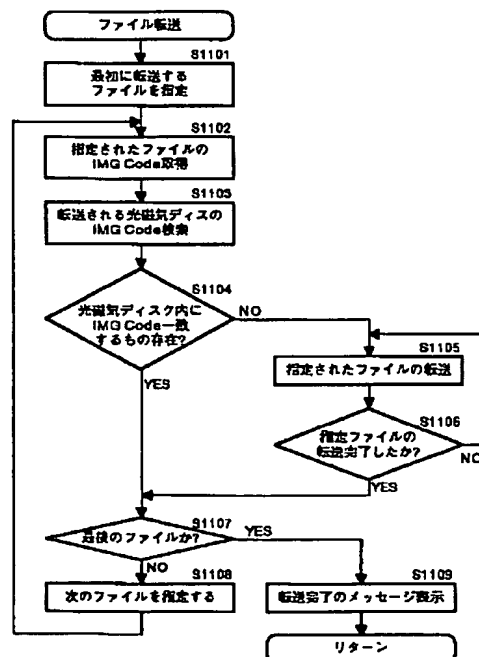 ファイル転送
S1101
最初に転送する
ファイルを指定
S1102
指定されたファイルの
IMG Code取得
S1103
転送される光磁気ディスの
IMG Code検索
S1104
光磁気ディスク内に
IMG Code一致
するもの存在?
NO
YES
S1105
指定されたファイルの転送
S1106
指定ファイルの
転送完了したか?
NO
YES
S1107
最後のファイルか?
YES
NO
S1108
次のファイルを指定する
S1109
転送完了のメッセージ表示
リターン